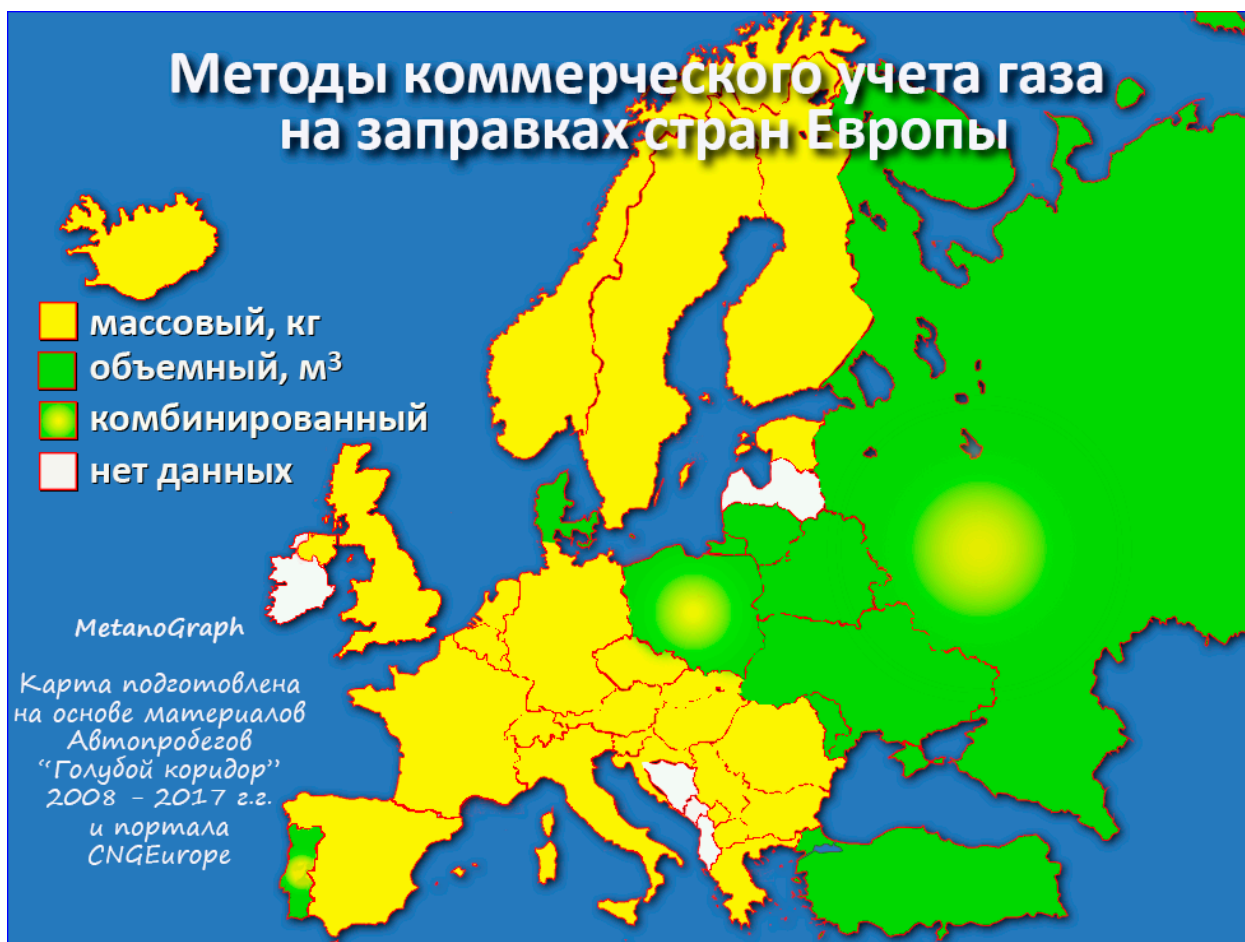 Методы коммерческого учета газа
на заправках стран Европы
массовый, кг
объемный, м³
комбинированный
нет данных
MetanoGraph
Карта подготовлена
на основе материалов
Автопробегов
“Голубой коридор”
2008 - 2017 г.г.
и портала
CNGEurope